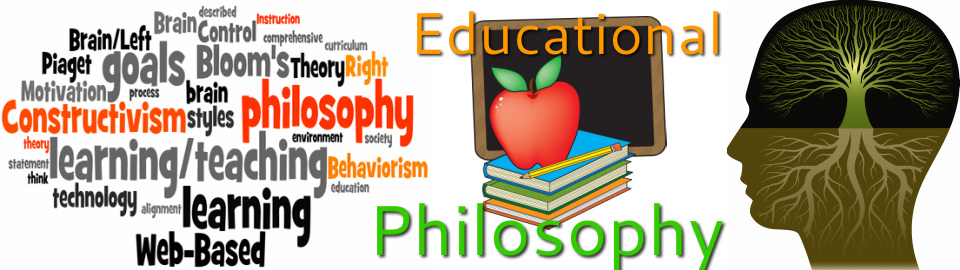 described
Brain Instruction
Brain/Left Control comprehensive
curriculum
Piaget goals Bloom's Theory Right
Motivation process brain
Constructivism styles philosophy
theory environment society
statement learning/teaching Behaviorism
think education
technology alignment learning
Web-Based
Educational
Philosophy